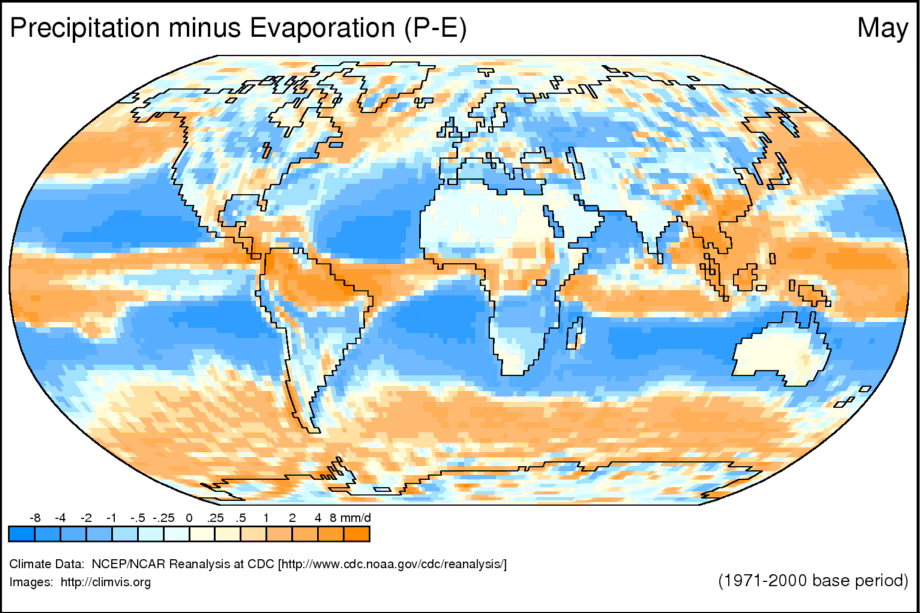 Precipitation minus Evaporation (P-E)
May
-8 -4 -2 -1 -.5 -.25 0 .25 .5 1 2 4 8 mm/d
Climate Data: NCEP/NCAR Reanalysis at CDC [http://www.cdc.noaa.gov/cdc/reanalysis/]
Images: http://climvis.org
(1971-2000 base period)